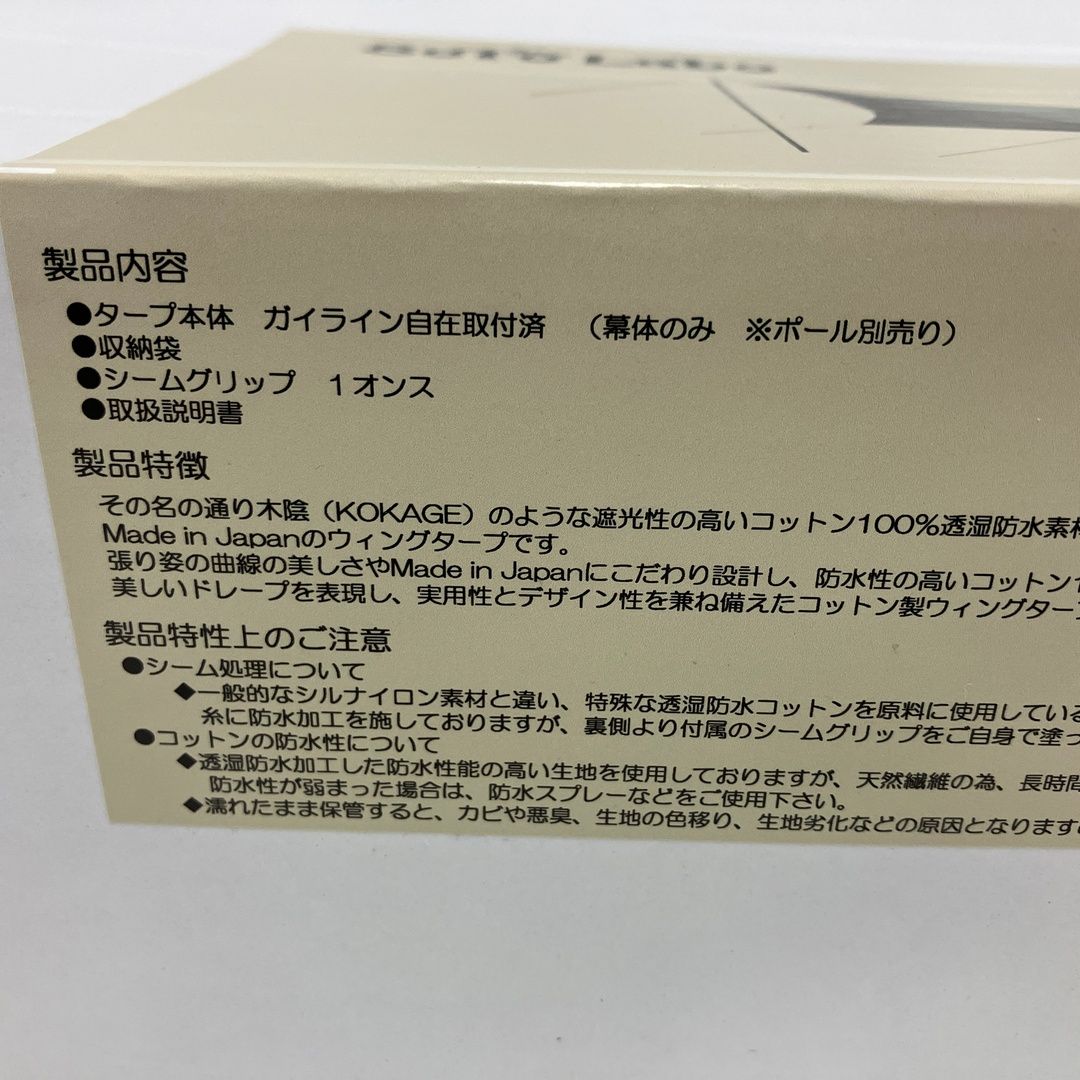 製品内容
●タープ本体　ガイライン自在取付済　（幕体のみ　※ポール別売り）
●収納袋
●シームグリップ　１オンス
●取扱説明書
製品特徴
その名の通り木陰（KOKAGE）のような遮光性の高いコットン100%透湿防水素材
Made in Japanのウィングタープです。
張り姿の曲線の美しさやMade in Japanにこだわり設計し、防水性の高いコットン
美しいドレープを表現し、実用性とデザイン性を兼ね備えたコットン製ウィングター
製品特性上のご注意
●シーム処理について
◆一般的なシルナイロン素材と違い、特殊な透湿防水コットンを原料に使用している
糸に防水加工を施しておりますが、裏側より付属のシームグリップをご自身で塗っ
●コットンの防水性について
◆透湿防水加工した防水性能の高い生地を使用しておりますが、天然繊維の為、長時間
防水性が弱まった場合は、防水スプレーなどをご使用下さい。
◆濡れたまま保管すると、カビや悪臭、生地の色移り、生地劣化などの原因となります